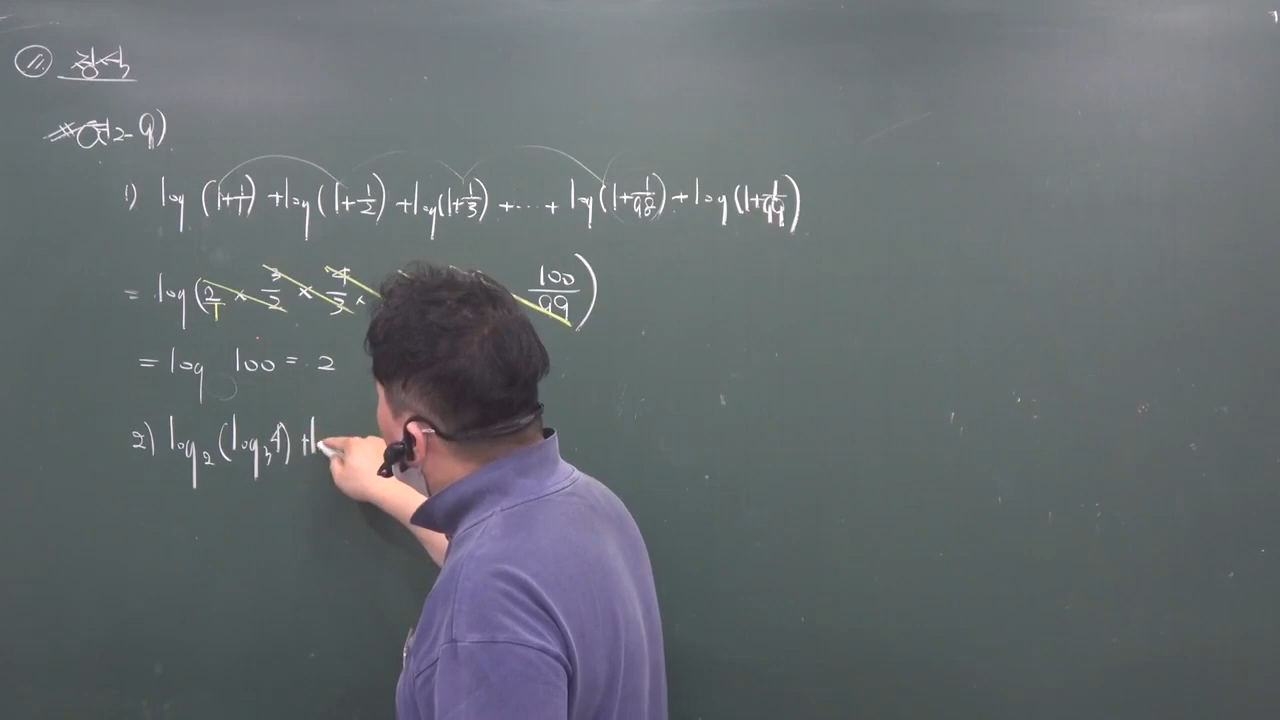 정석
2-9)
1) log (1+1/1) + log (1+1/2) + log (1+1/3) + ... + log (1+1/98) + log (1+1/99)
= log (2/1 × 3/2 × 4/3 × 100/99)
= log 100 = 2
2) log₂ (log₃4) + l